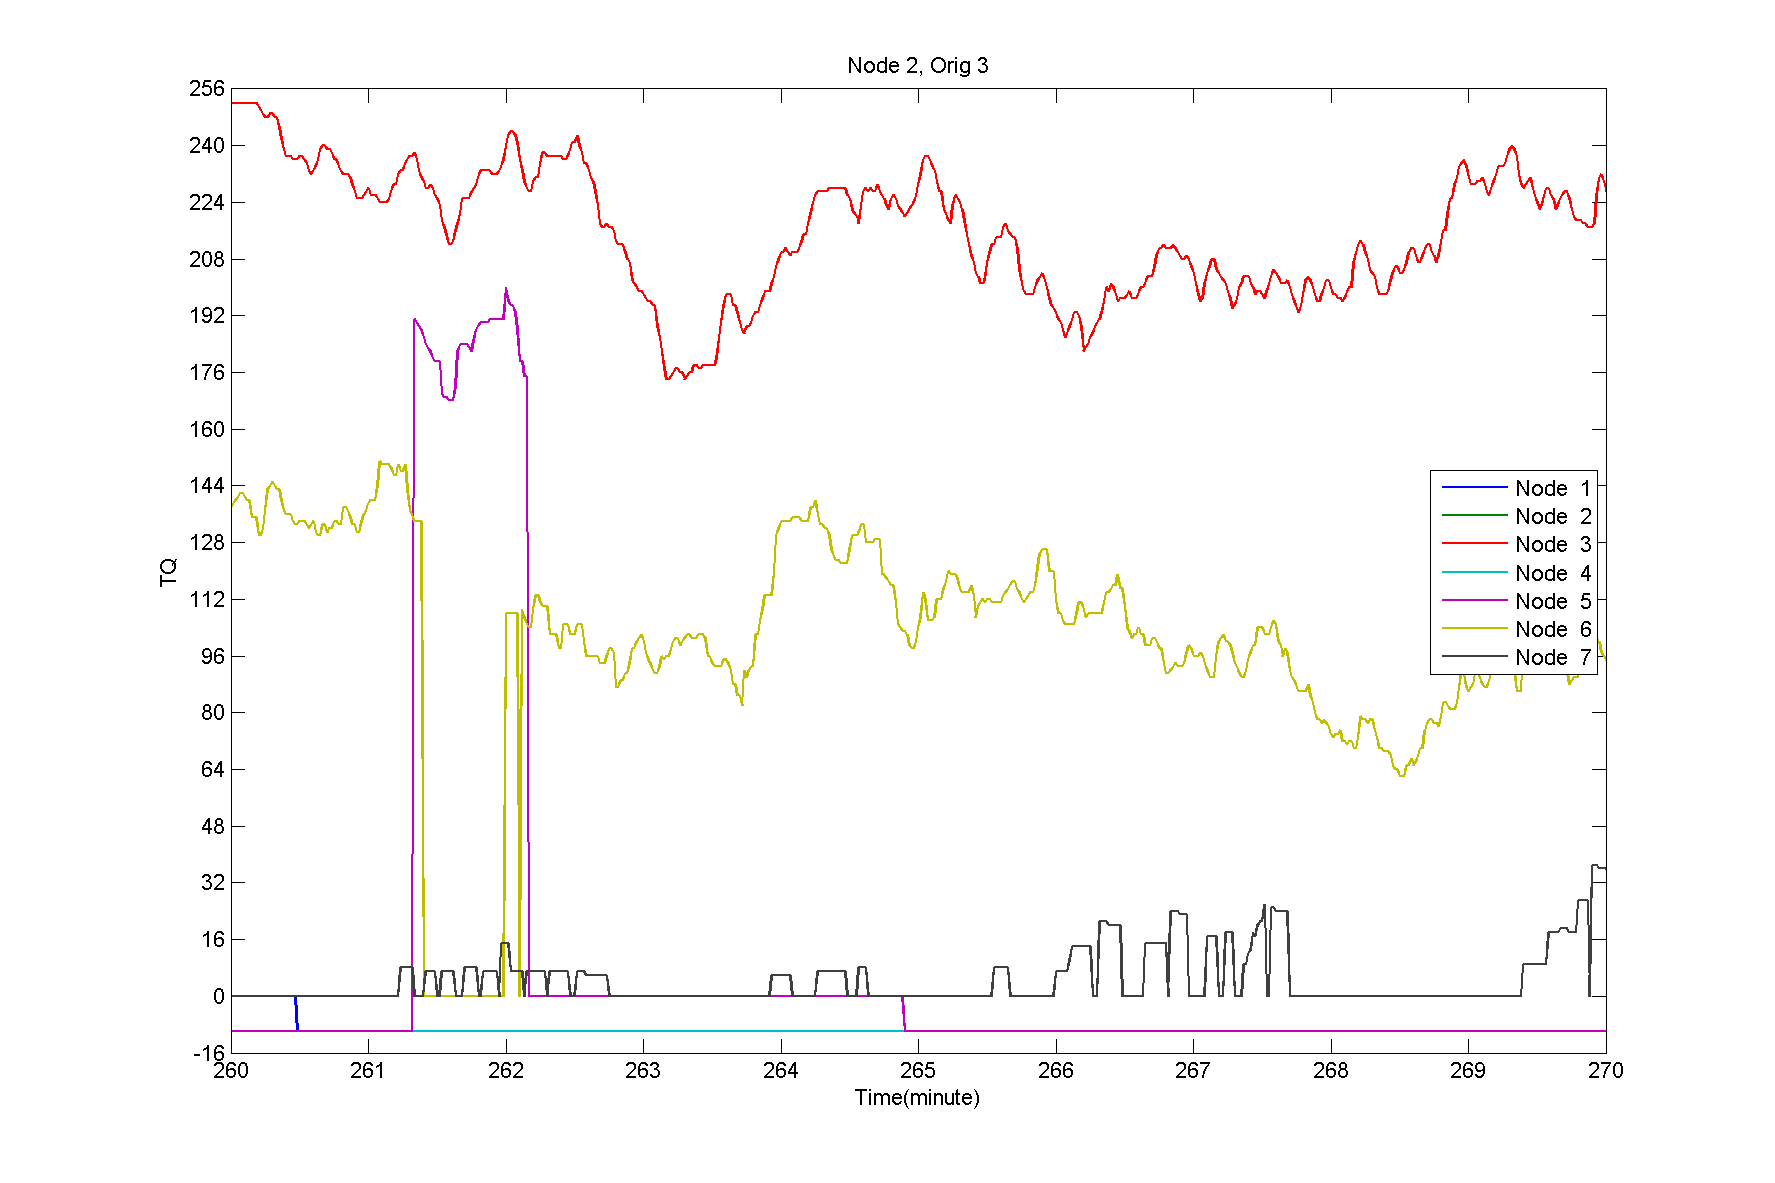 Node 2, Orig 3
256
240
224
208
192
176
160
144
128
112
96
80
64
48
32
16
0
-16
TQ
Node 1
Node 2
Node 3
Node 4
Node 5
Node 6
Node 7
260 261 262 263 264 265 266 267 268 269 270
Time(minute)